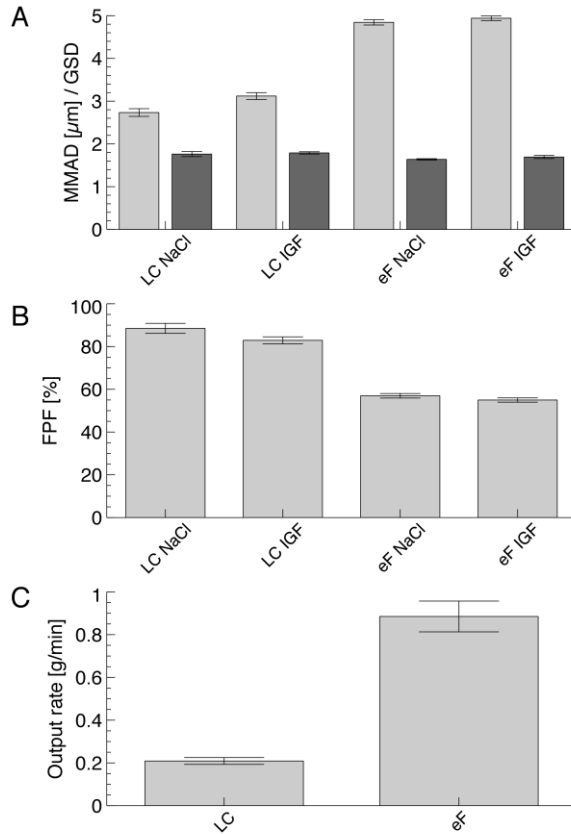 A
MMAD [µm] / GSD
5
4
3
2
1
0
LC NaCl
LC IGF
eF NaCl
eF IGF
B
FPF [%]
100
80
60
40
20
0
LC NaCl
LC IGF
eF NaCl
eF IGF
C
Output rate [g/min]
1
0.8
0.6
0.4
0.2
0
LC
eF